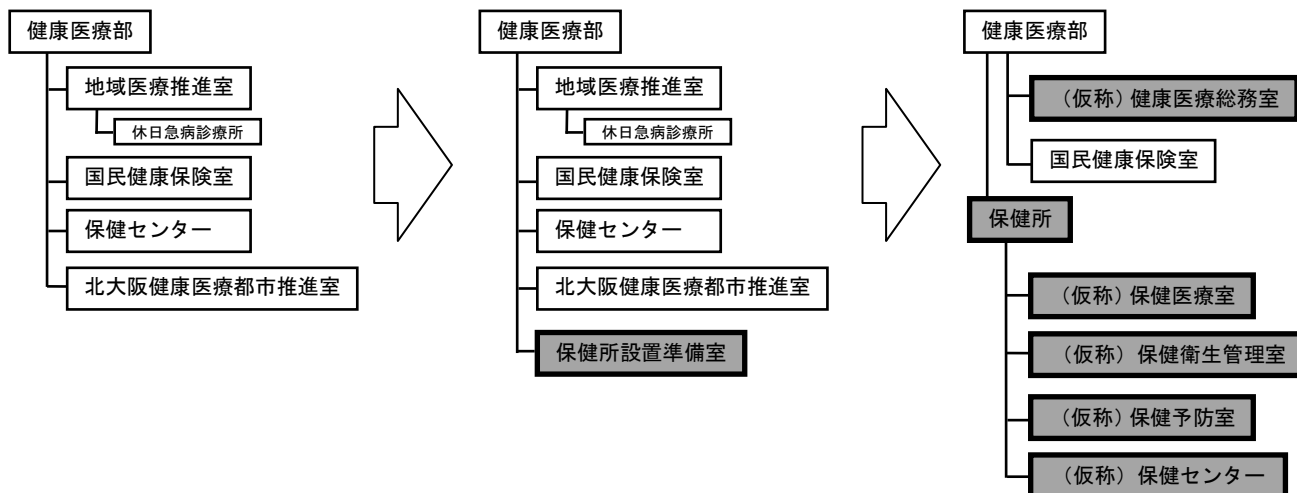 健康医療部
地域医療推進室
休日急病診療所
国民健康保険室
保健センター
北大阪健康医療都市推進室
健康医療部
地域医療推進室
休日急病診療所
国民健康保険室
保健センター
北大阪健康医療都市推進室
保健所設置準備室
健康医療部
（仮称）健康医療総務室
国民健康保険室
保健所
（仮称）保健医療室
（仮称）保健衛生管理室
（仮称）保健予防室
（仮称）保健センター